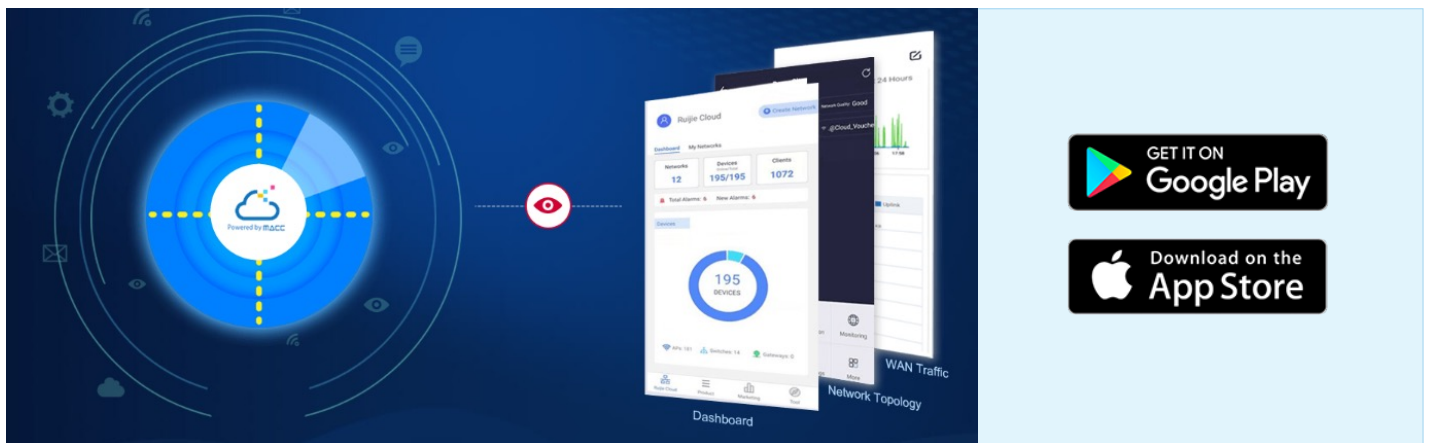 Powered by MACC
Ruijie Cloud
Create Network
Dashboard My Networks
Networks
12
Devices
195/195
Clients
1072
Total Alarms: 6 New Alarms: 6
Devices
195
DEVICES
APs: 181 Switches: 14 Gateways: 0
Ruijie Cloud Product Marketing Tool
Dashboard
Network Quality: Good
@Cloud_Vouche
Monitoring
More
Network Topology
24 Hours
17:58
Uplink
WAN Traffic
GET IT ON
Google Play
Download on the
App Store